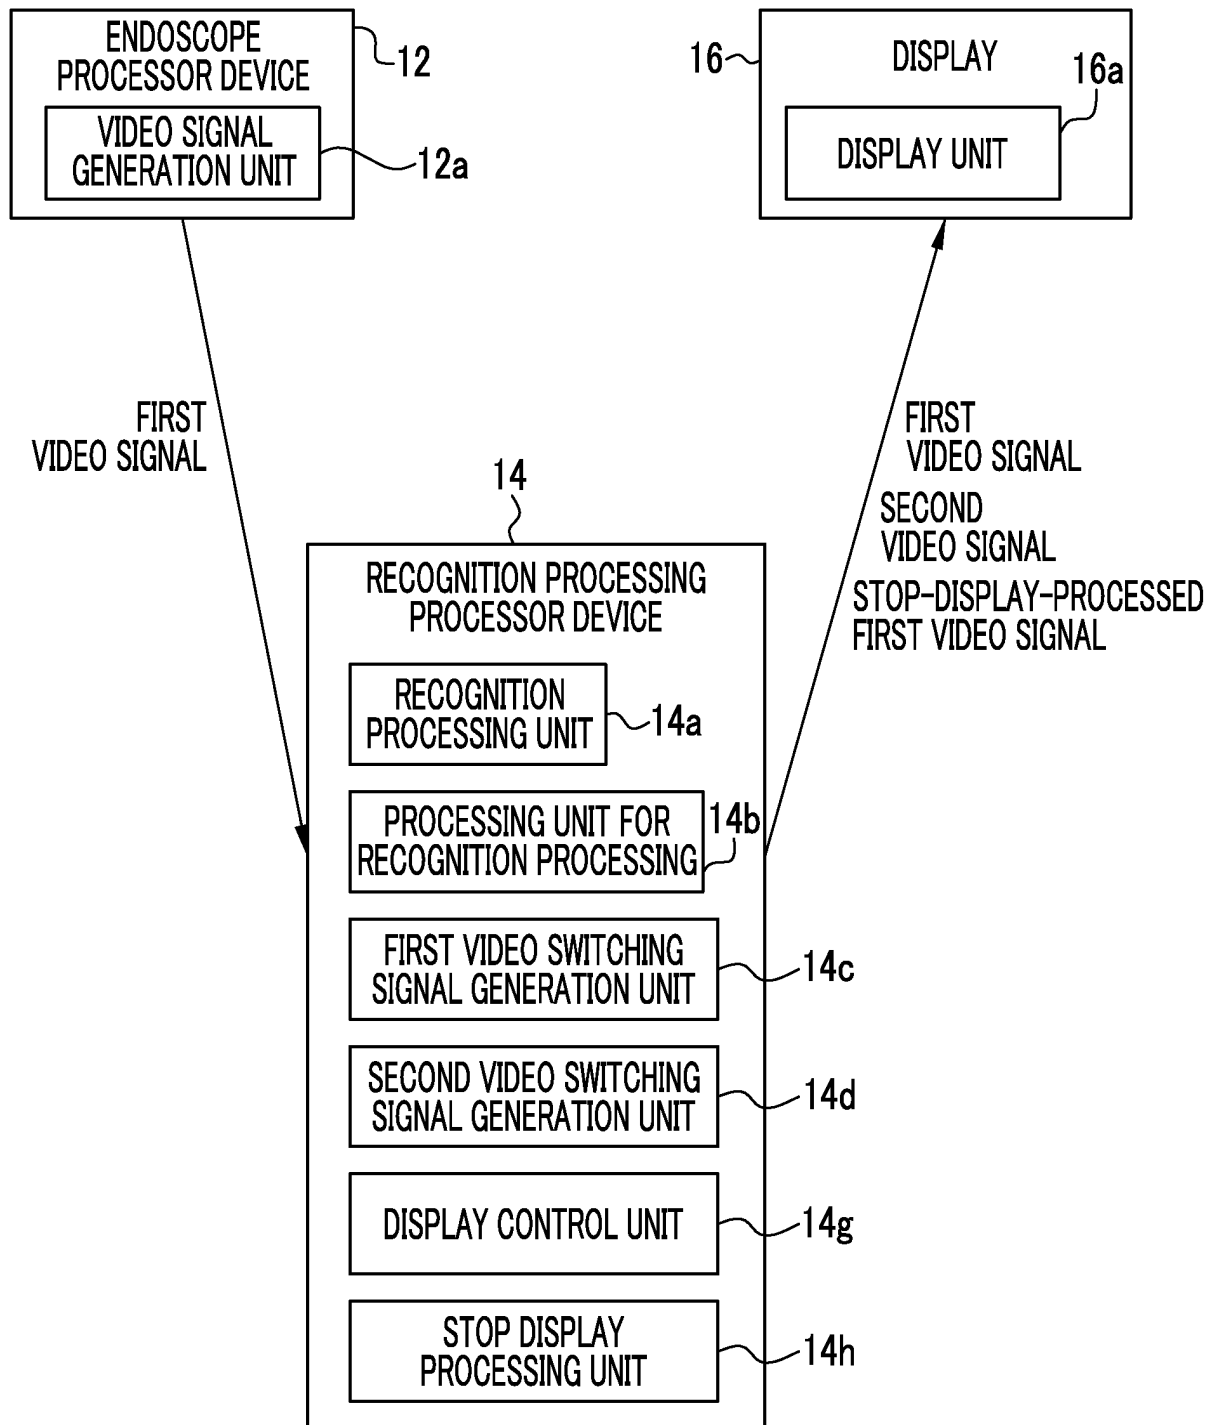 ENDOSCOPE
PROCESSOR DEVICE
12
VIDEO SIGNAL
GENERATION UNIT
12a
16
DISPLAY
16a
DISPLAY UNIT
FIRST
VIDEO SIGNAL
FIRST
VIDEO SIGNAL
SECOND
VIDEO SIGNAL
STOP-DISPLAY-PROCESSED
FIRST VIDEO SIGNAL
14
RECOGNITION PROCESSING
PROCESSOR DEVICE
RECOGNITION
PROCESSING UNIT
14a
PROCESSING UNIT FOR
RECOGNITION PROCESSING
14b
FIRST VIDEO SWITCHING
SIGNAL GENERATION UNIT
14c
SECOND VIDEO SWITCHING
SIGNAL GENERATION UNIT
14d
DISPLAY CONTROL UNIT
14g
STOP DISPLAY
PROCESSING UNIT
14h